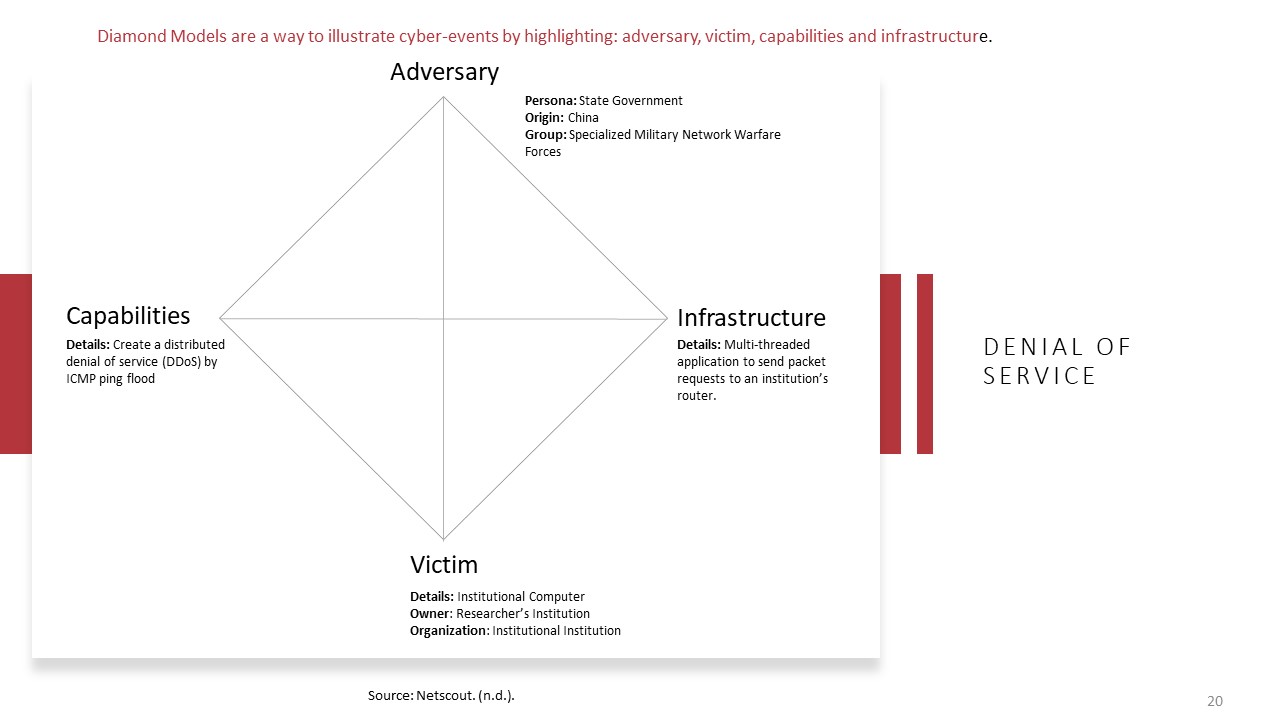 Diamond Models are a way to illustrate cyber-events by highlighting: adversary, victim, capabilities and infrastructure.
Adversary
Persona: State Government
Origin: China
Group: Specialized Military Network Warfare
Forces
Capabilities
Details: Create a distributed
denial of service (DDoS) by
ICMP ping flood
Infrastructure
Details: Multi-threaded
application to send packet
requests to an institution’s
router.
DENIAL OF
SERVICE
Victim
Details: Institutional Computer
Owner: Researcher’s Institution
Organization: Institutional Institution
Source: Netscout. (n.d.).
20